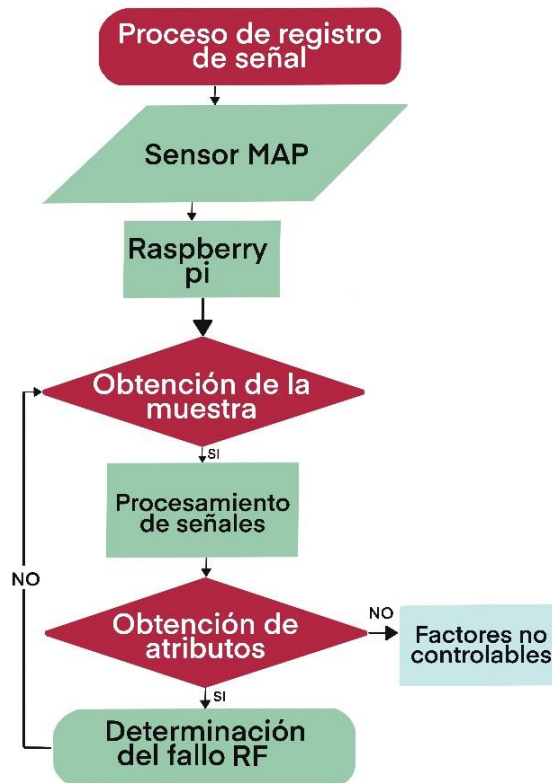 Proceso de registro
de señal
Sensor MAP
Raspberry
pi
Obtención de la
muestra
SI
Procesamiento
de señales
NO
Obtención de
atributos
NO
Factores no
controlables
SI
Determinación
del fallo RF